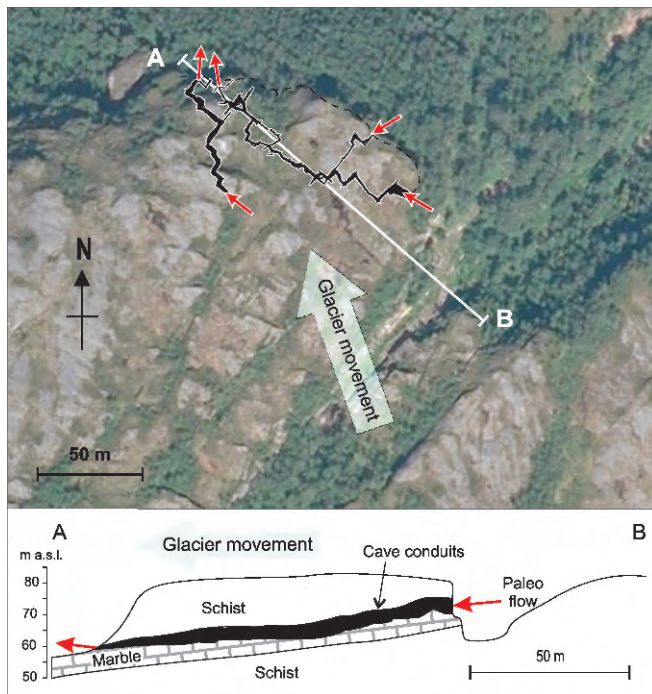 A
N
Glacier movement
B
50 m
A
B
m a.s.l.
Glacier movement
Cave conduits
80
70
60
50
Schist
Paleo
flow
Marble
Schist
50 m